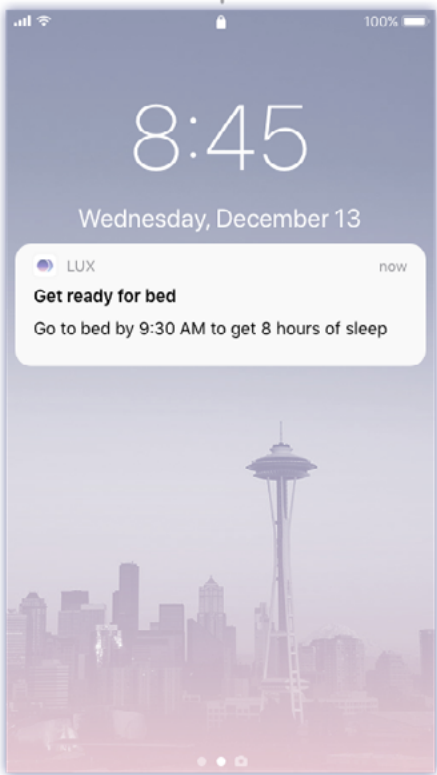 100%
8:45
Wednesday, December 13
LUX now
Get ready for bed
Go to bed by 9:30 AM to get 8 hours of sleep